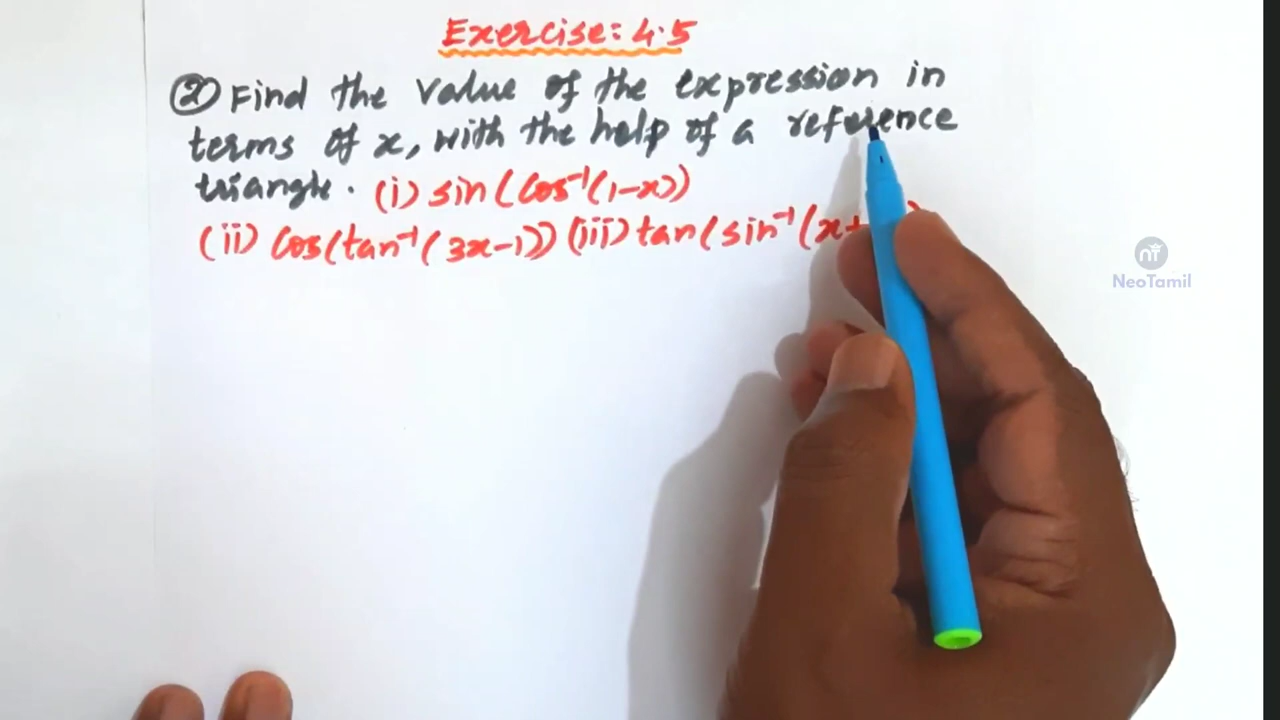 Exercise: 4.5
② Find the value of the expression in
terms of x, with the help of a reference
triangle. (i) sin(cos⁻¹(1-x))
(ii) cos(tan⁻¹(3x-1)) (iii) tan(sin⁻¹(x+
NeoTamil